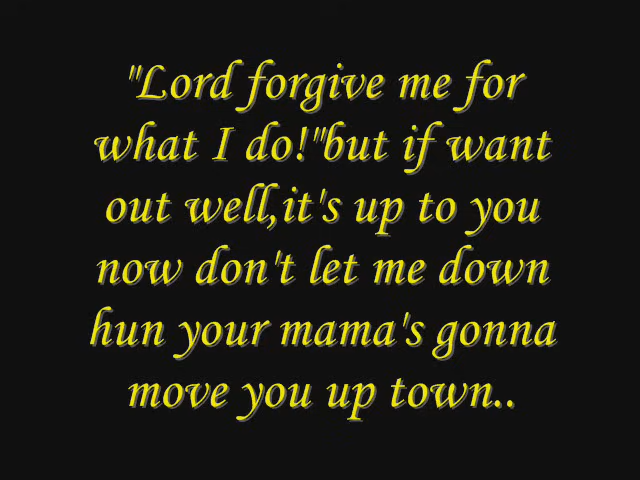 "Lord forgive me for
what I do!"but if want
out well,it's up to you
now don't let me down
hun your mama's gonna
move you up town..